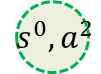 s⁰, a²